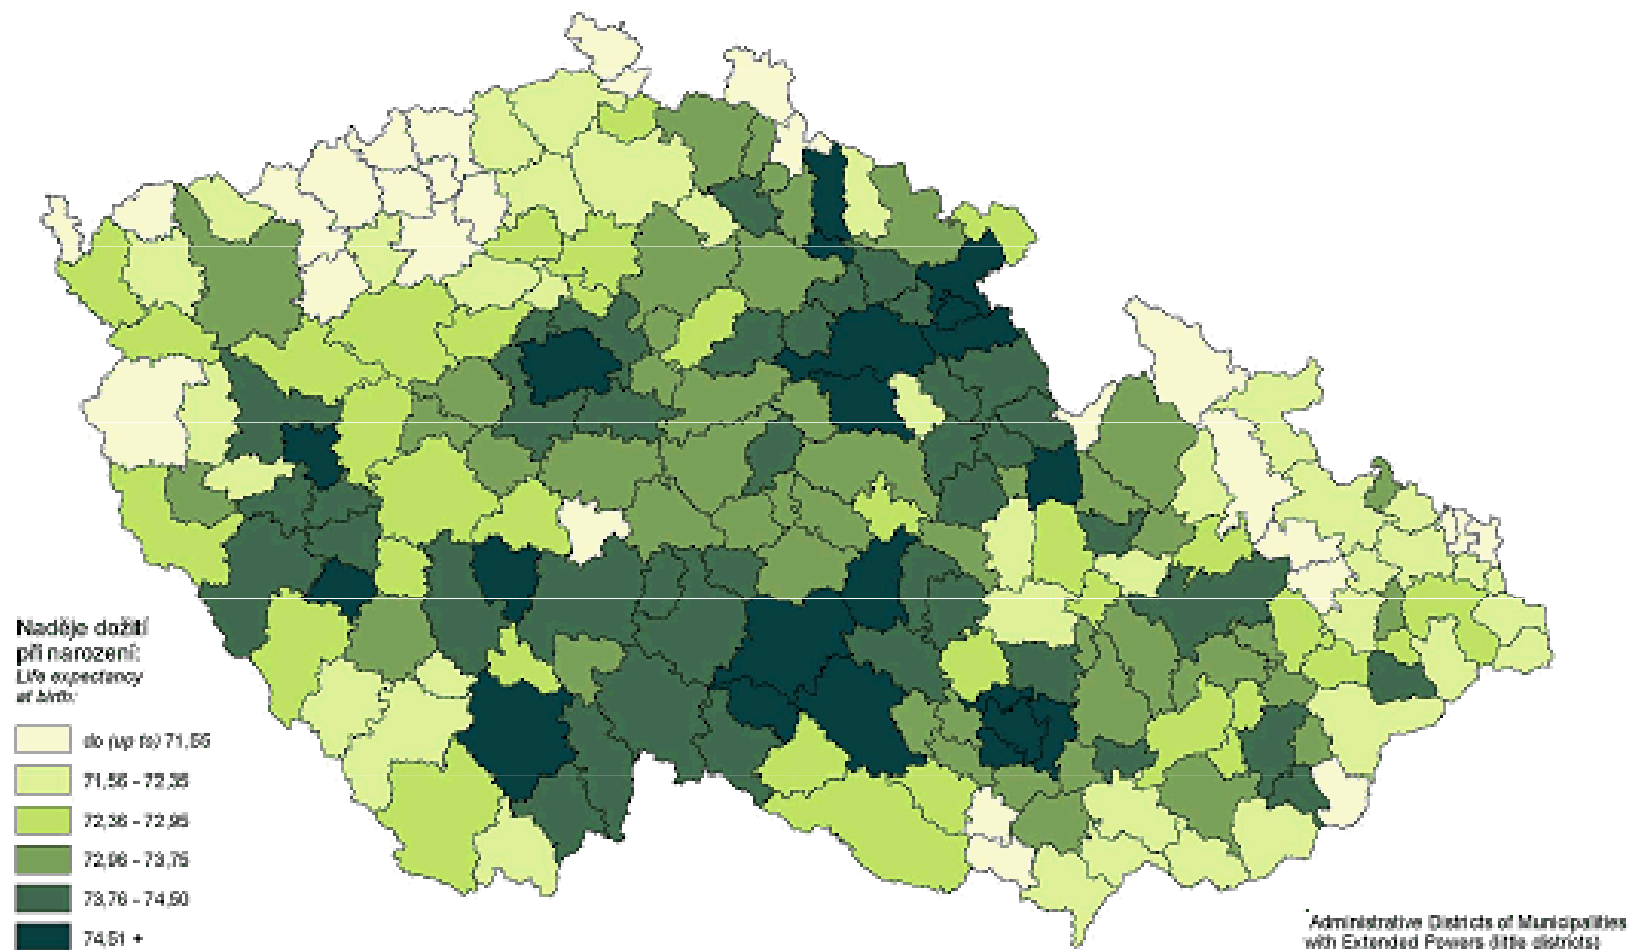 Naděje dožití
při narození:
Life expectancy
at birth:
do (up to) 71,55
71,56 - 72,35
72,36 - 72,95
72,96 - 73,75
73,76 - 74,50
74,51 +
Administrative Districts of Municipalities
with Extended Powers (little districts)